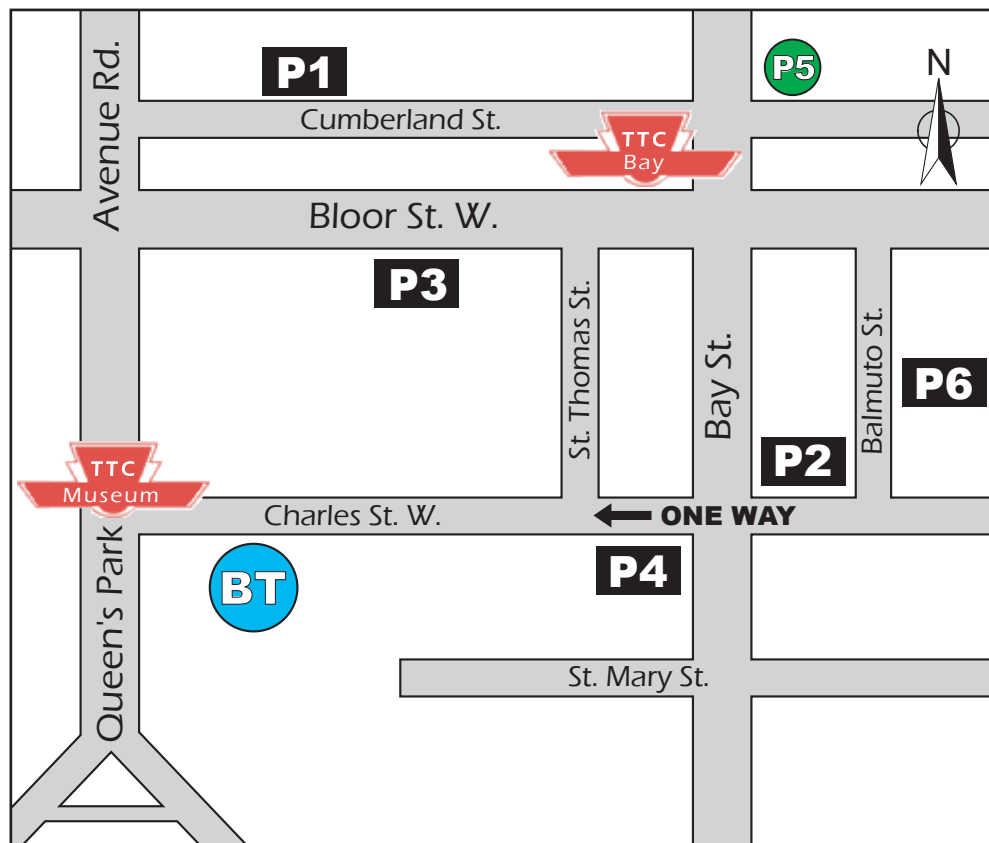 Avenue Rd.
P1
P5
N
Cumberland St.
TTC
Bay
Bloor St. W.
P3
St. Thomas St.
Bay St.
Balmuto St.
P6
P2
TTC
Museum
Charles St. W.
ONE WAY
BT
P4
Queen's Park
St. Mary St.